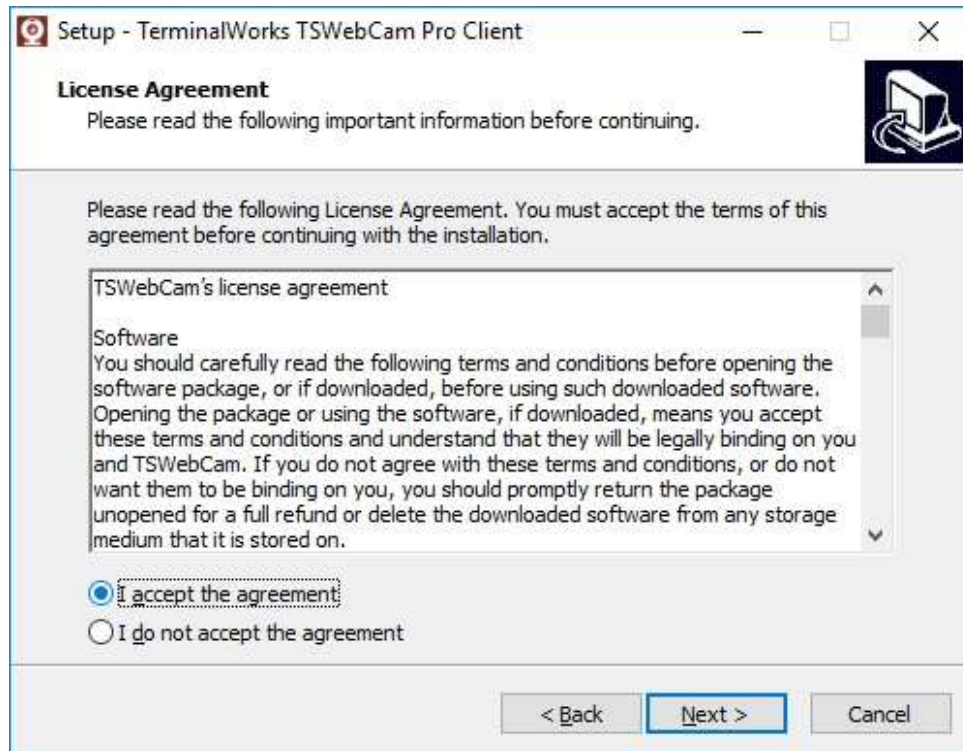 Setup - TerminalWorks TSWebCam Pro Client
License Agreement
Please read the following important information before continuing.
Please read the following License Agreement. You must accept the terms of this
agreement before continuing with the installation.
TSWebCam's license agreement
Software
You should carefully read the following terms and conditions before opening the
software package, or if downloaded, before using such downloaded software.
Opening the package or using the software, if downloaded, means you accept
these terms and conditions and understand that they will be legally binding on you
and TSWebCam. If you do not agree with these terms and conditions, or do not
want them to be binding on you, you should promptly return the package
unopened for a full refund or delete the downloaded software from any storage
medium that it is stored on.
I accept the agreement
I do not accept the agreement
< Back Next > Cancel